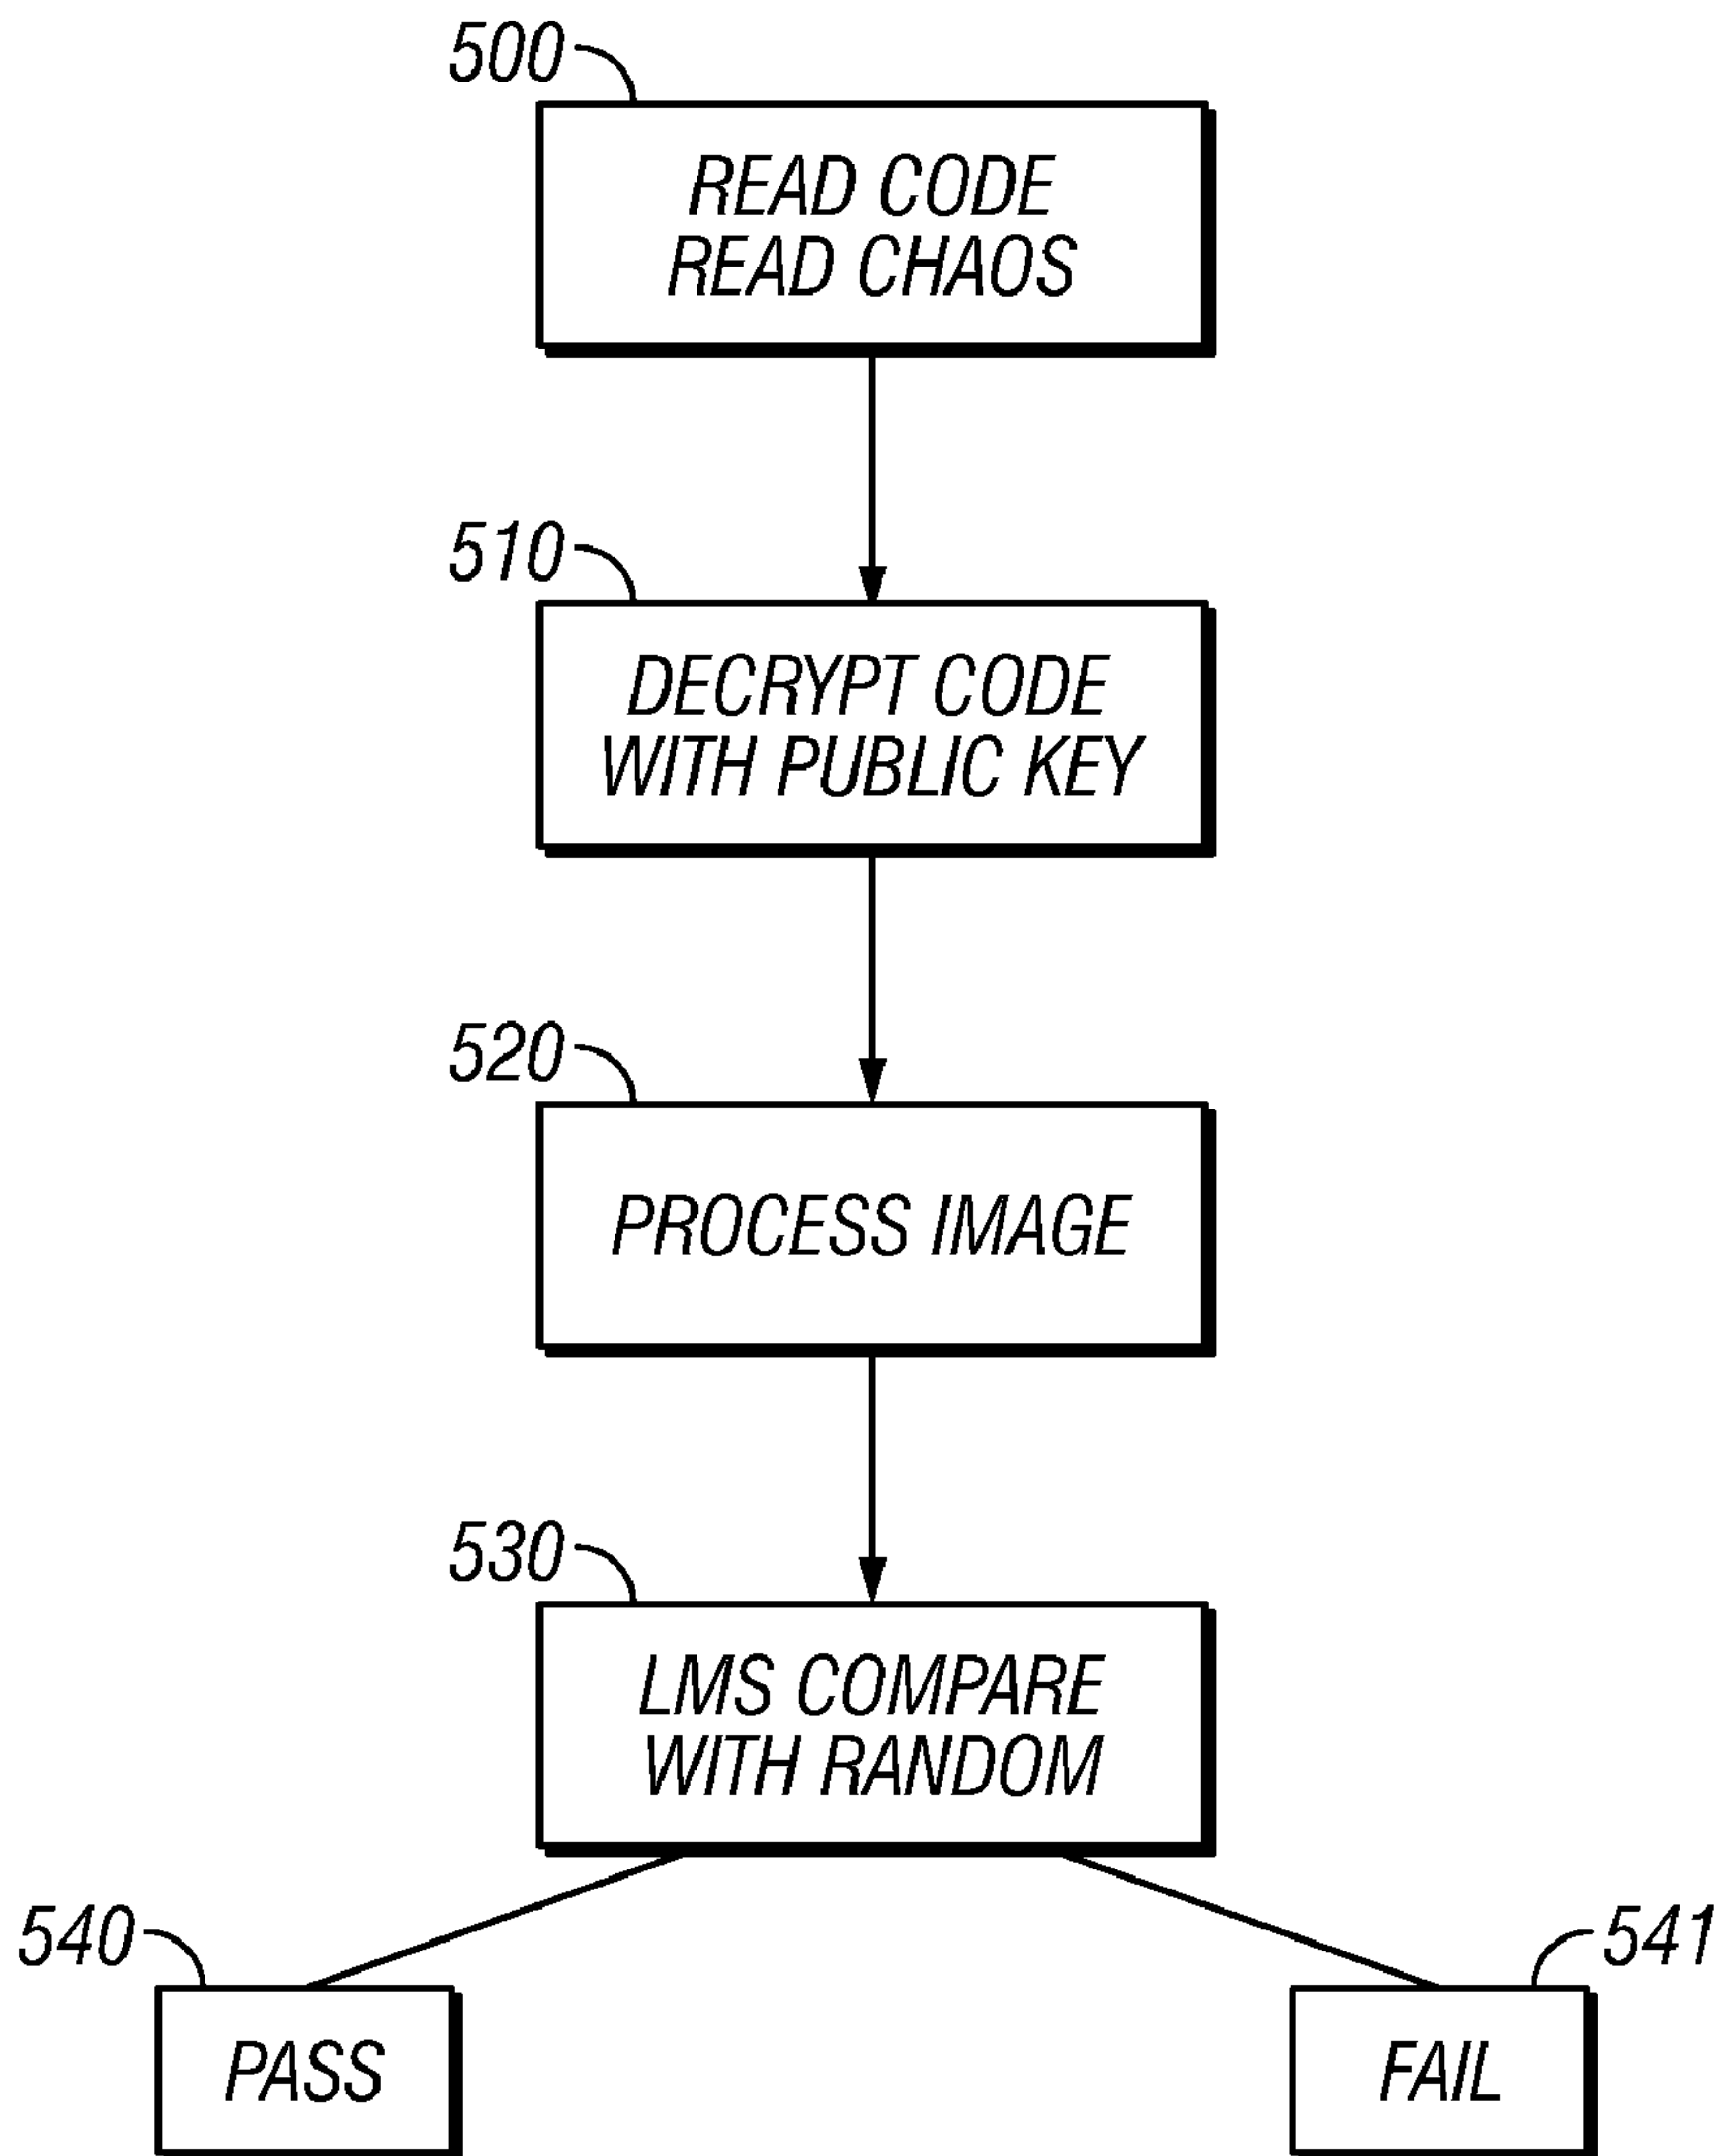 500
READ CODE
READ CHAOS
510
DECRYPT CODE
WITH PUBLIC KEY
520
PROCESS IMAGE
530
LMS COMPARE
WITH RANDOM
540
541
PASS
FAIL